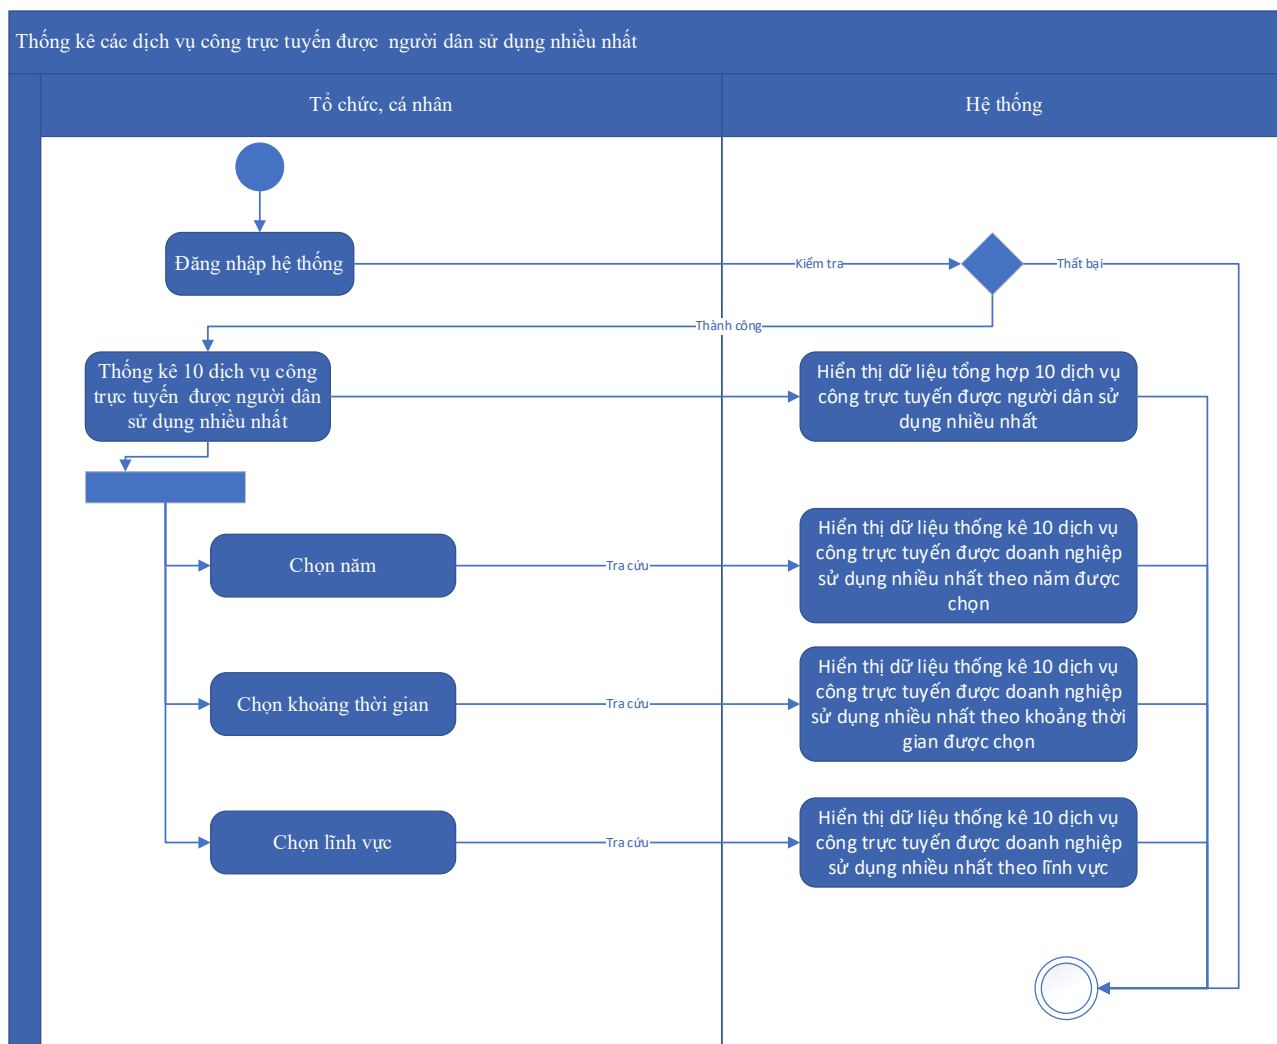 Thống kê các dịch vụ công trực tuyến được  người dân sử dụng nhiều nhất
Tổ chức, cá nhân
Hệ thống
Đăng nhập hệ thống
Kiểm tra
Thất bại
Thành công
Thống kê 10 dịch vụ công
trực tuyến  được người dân
sử dụng nhiều nhất
Hiển thị dữ liệu tổng hợp 10 dịch vụ
công trực tuyến được người dân sử
dụng nhiều nhất
Chọn năm
Tra cứu
Hiển thị dữ liệu thống kê 10 dịch vụ
công trực tuyến được doanh nghiệp
sử dụng nhiều nhất theo năm được
chọn
Chọn khoảng thời gian
Tra cứu
Hiển thị dữ liệu thống kê 10 dịch vụ
công trực tuyến được doanh nghiệp
sử dụng nhiều nhất theo khoảng thời
gian được chọn
Chọn lĩnh vực
Tra cứu
Hiển thị dữ liệu thống kê 10 dịch vụ
công trực tuyến được doanh nghiệp
sử dụng nhiều nhất theo lĩnh vực